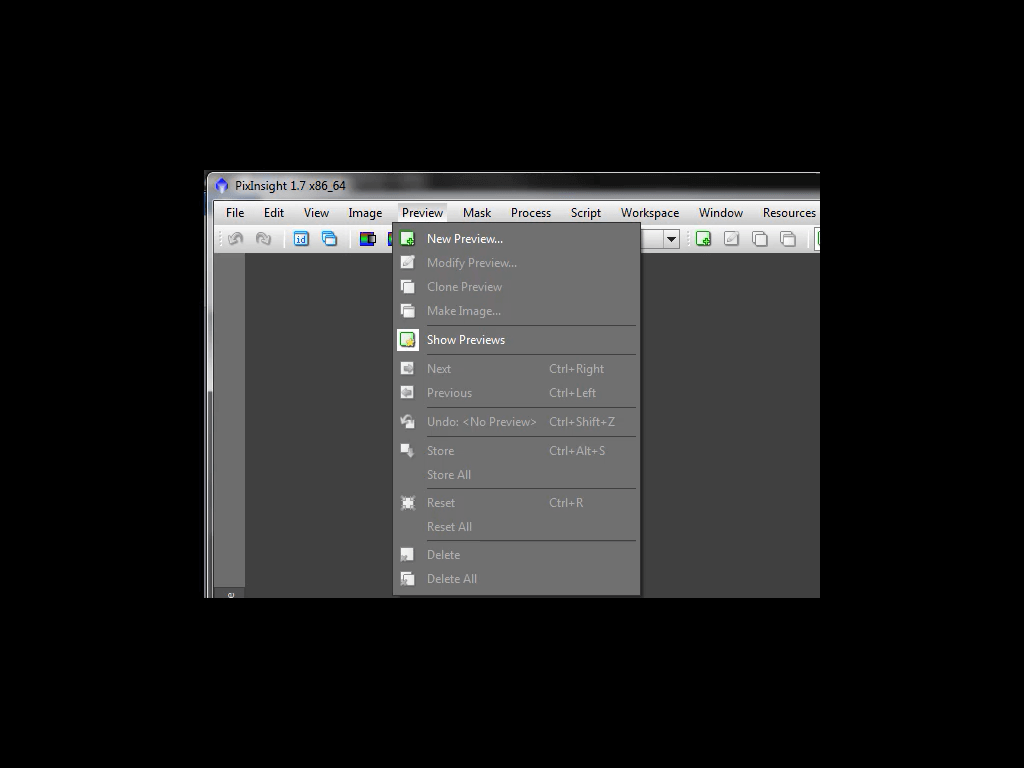 PixInsight 1.7 x86_64
File Edit View Image Preview Mask Process Script Workspace Window Resources
id
New Preview...
Modify Preview...
Clone Preview
Make Image...
Show Previews
Next Ctrl+Right
Previous Ctrl+Left
Undo: <No Preview> Ctrl+Shift+Z
Store Ctrl+Alt+S
Store All
Reset Ctrl+R
Reset All
Delete
Delete All